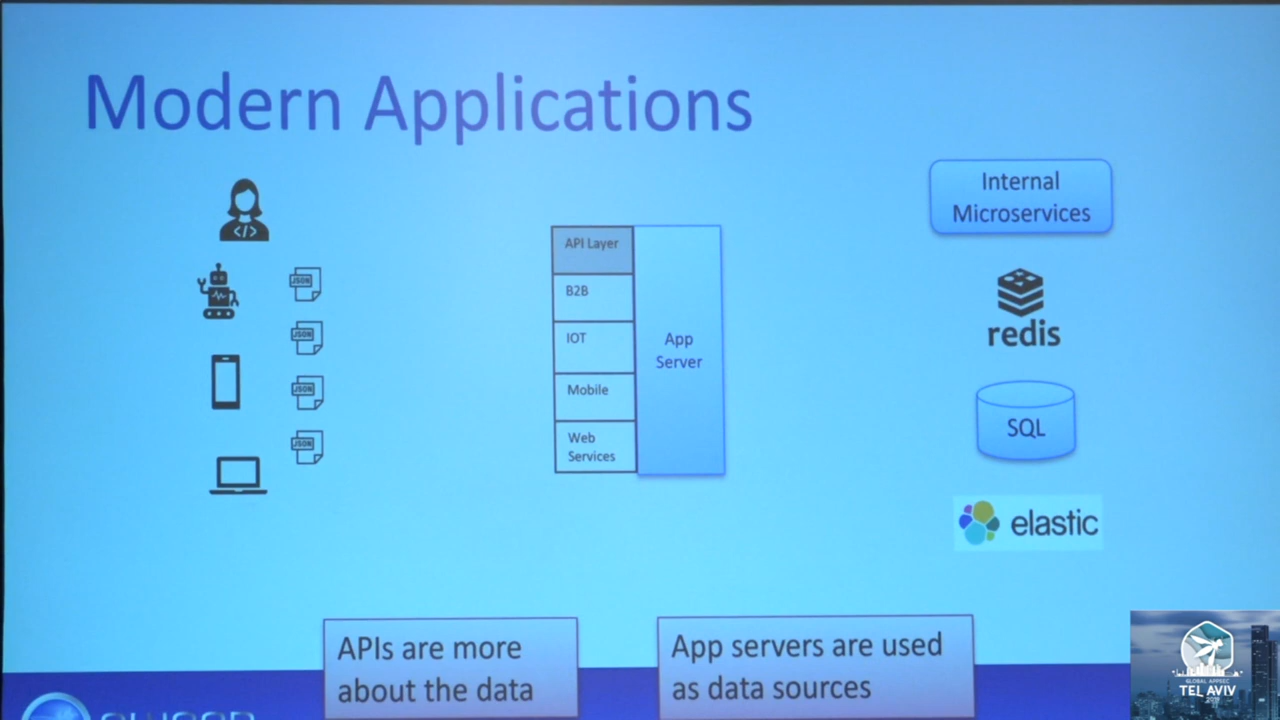 Modern Applications
</>
JSON
JSON
JSON
JSON
API Layer
B2B
IOT
Mobile
Web
Services
App
Server
Internal
Microservices
redis
SQL
elastic
APIs are more
about the data
App servers are used
as data sources
GLOBAL APPSEC
TEL AVIV